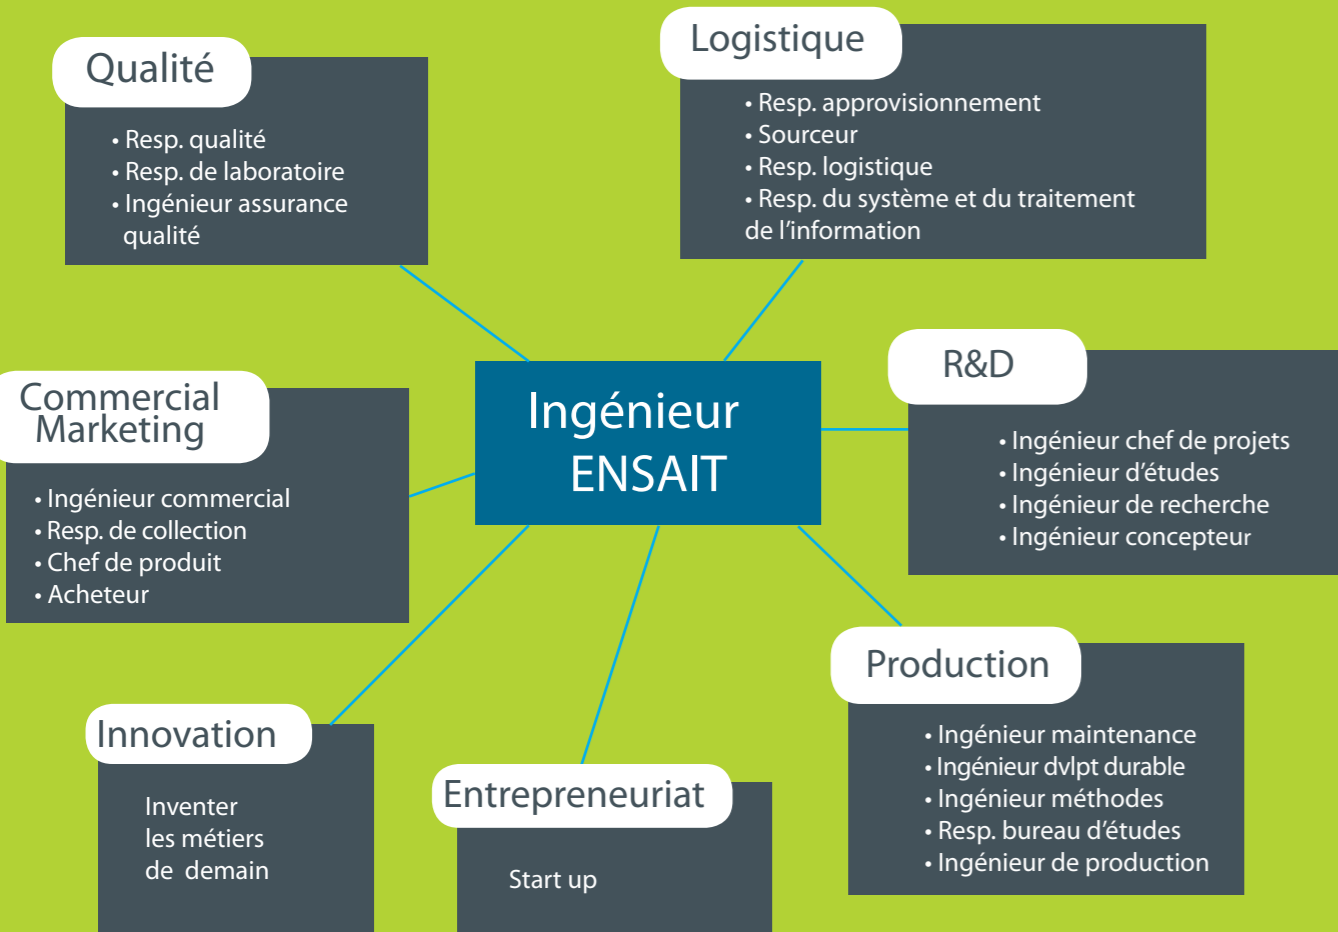 Qualité
• Resp. qualité
• Resp. de laboratoire
• Ingénieur assurance
qualité
Logistique
• Resp. approvisionnement
• Sourceur
• Resp. logistique
• Resp. du système et du traitement
de l'information
Ingénieur
ENSAIT
R&D
• Ingénieur chef de projets
• Ingénieur d'études
• Ingénieur de recherche
• Ingénieur concepteur
Commercial
Marketing
• Ingénieur commercial
• Resp. de collection
• Chef de produit
• Acheteur
Production
• Ingénieur maintenance
• Ingénieur dvlpt durable
• Ingénieur méthodes
• Resp. bureau d'études
• Ingénieur de production
Innovation
Inventer
les métiers
de demain
Entrepreneuriat
Start up